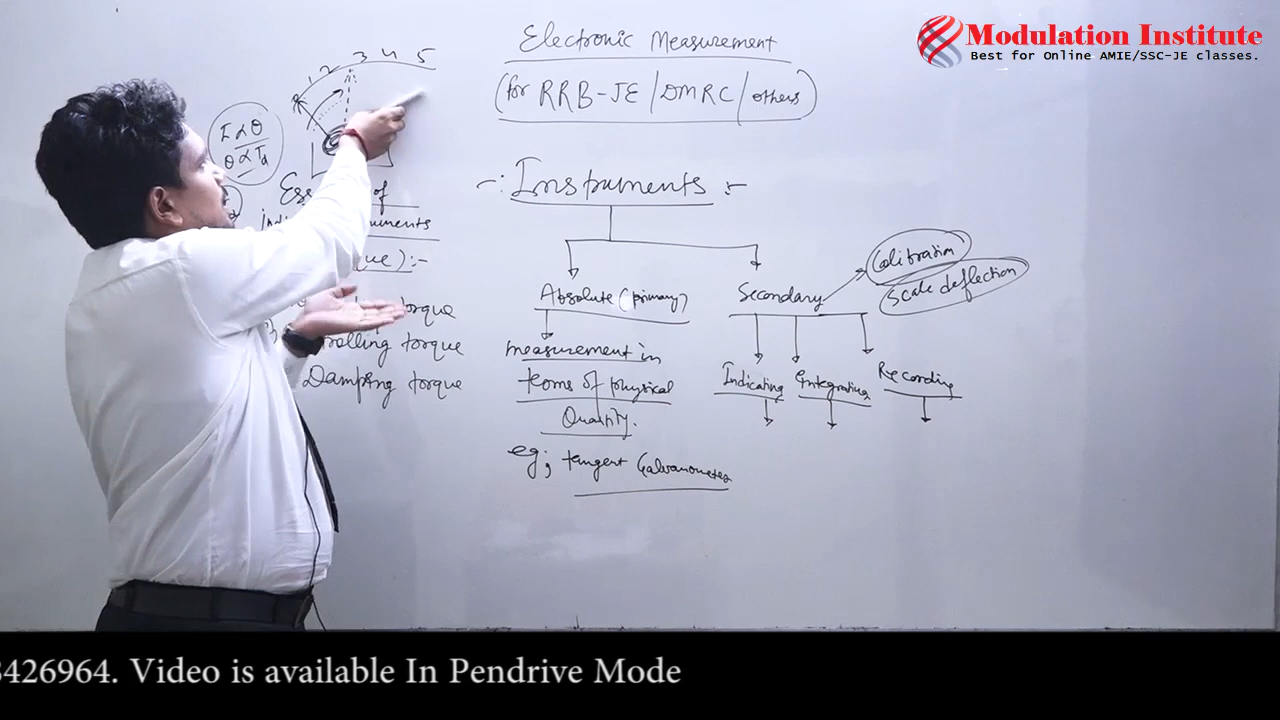 Modulation Institute
Best for Online AMIE/SSC-JE classes.
Electronic Measurement
(for RRB-JE/DMRC/others)
1 2 3 4 5
I α θ
θ α Td
of
-: Instruments :-
Absolute (primary)
measurement in
terms of physical
Quantity.
eg; tangent Galvanometer
Secondary
Calibration
Scale deflection
Indicating Integrating Recording
torque
torque
Damping torque
3426964. Video is available In Pendrive Mode